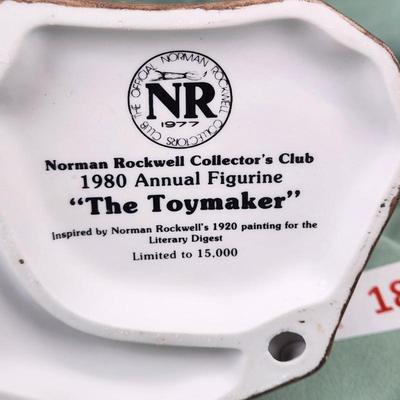 THE OFFICIAL NORMAN ROCKWELL COLLECTORS CLUB
NR
1977
Norman Rockwell Collector's Club
1980 Annual Figurine
"The Toymaker"
Inspired by Norman Rockwell's 1920 painting for the
Literary Digest
Limited to 15,000
18